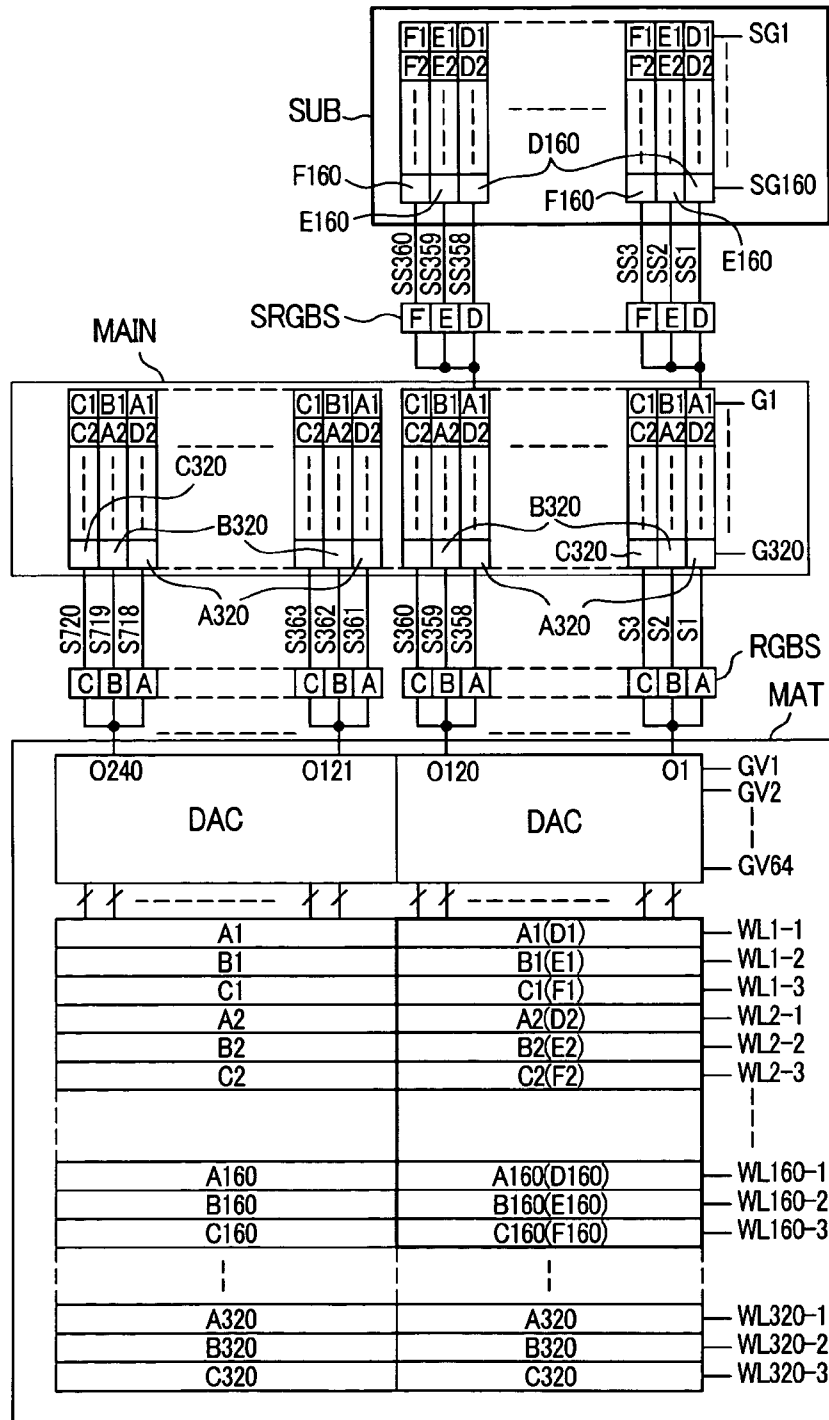 F1 E1 D1 F1 E1 D1 SG1
F2 E2 D2 F2 E2 D2
SUB
D160
F160 F160 SG160
E160 E160
SS360 SS359 SS358 SS3 SS2 SS1
SRGBS F E D F E D
MAIN
C1 B1 A1 C1 B1 A1 C1 B1 A1 C1 B1 A1 G1
C2 A2 D2 C2 A2 D2 C2 A2 D2 C2 A2 D2
C320
B320 B320
C320 G320
A320 A320
S720 S719 S718 S363 S362 S361 S360 S359 S358 S3 S2 S1
RGBS
C B A C B A C B A C B A
MAT
O240 O121 O120 O1 GV1
GV2
DAC DAC
GV64
A1 A1(D1) WL1-1
B1 B1(E1) WL1-2
C1 C1(F1) WL1-3
A2 A2(D2) WL2-1
B2 B2(E2) WL2-2
C2 C2(F2) WL2-3
A160 A160(D160) WL160-1
B160 B160(E160) WL160-2
C160 C160(F160) WL160-3
A320 A320 WL320-1
B320 B320 WL320-2
C320 C320 WL320-3